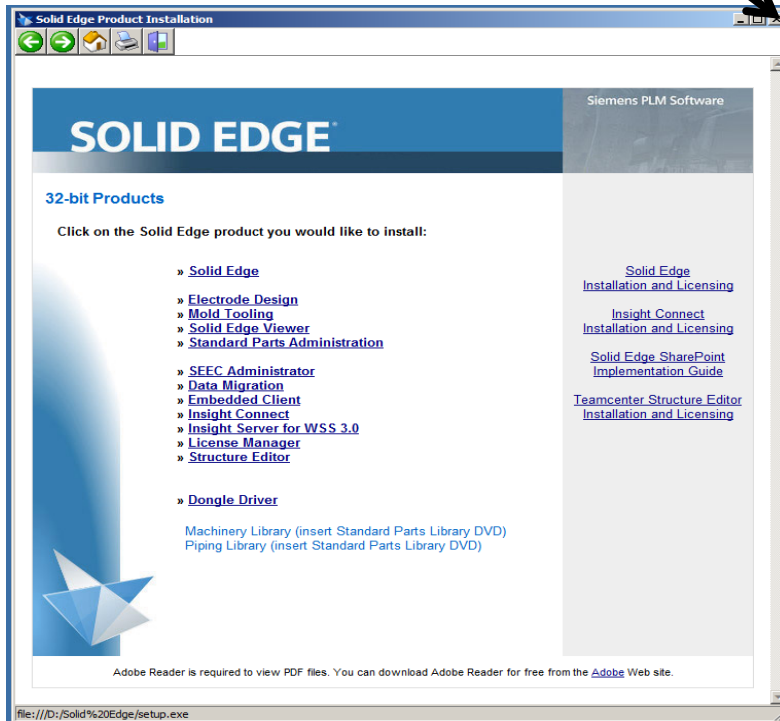 Solid Edge Product Installation
Siemens PLM Software
SOLID EDGE
32-bit Products
Click on the Solid Edge product you would like to install:
» Solid Edge
» Electrode Design
» Mold Tooling
» Solid Edge Viewer
» Standard Parts Administration
» SEEC Administrator
» Data Migration
» Embedded Client
» Insight Connect
» Insight Server for WSS 3.0
» License Manager
» Structure Editor
» Dongle Driver
Machinery Library (insert Standard Parts Library DVD)
Piping Library (insert Standard Parts Library DVD)
Solid Edge
Installation and Licensing
Insight Connect
Installation and Licensing
Solid Edge SharePoint
Implementation Guide
Teamcenter Structure Editor
Installation and Licensing
Adobe Reader is required to view PDF files. You can download Adobe Reader for free from the Adobe Web site.
file:///D:/Solid%20Edge/setup.exe